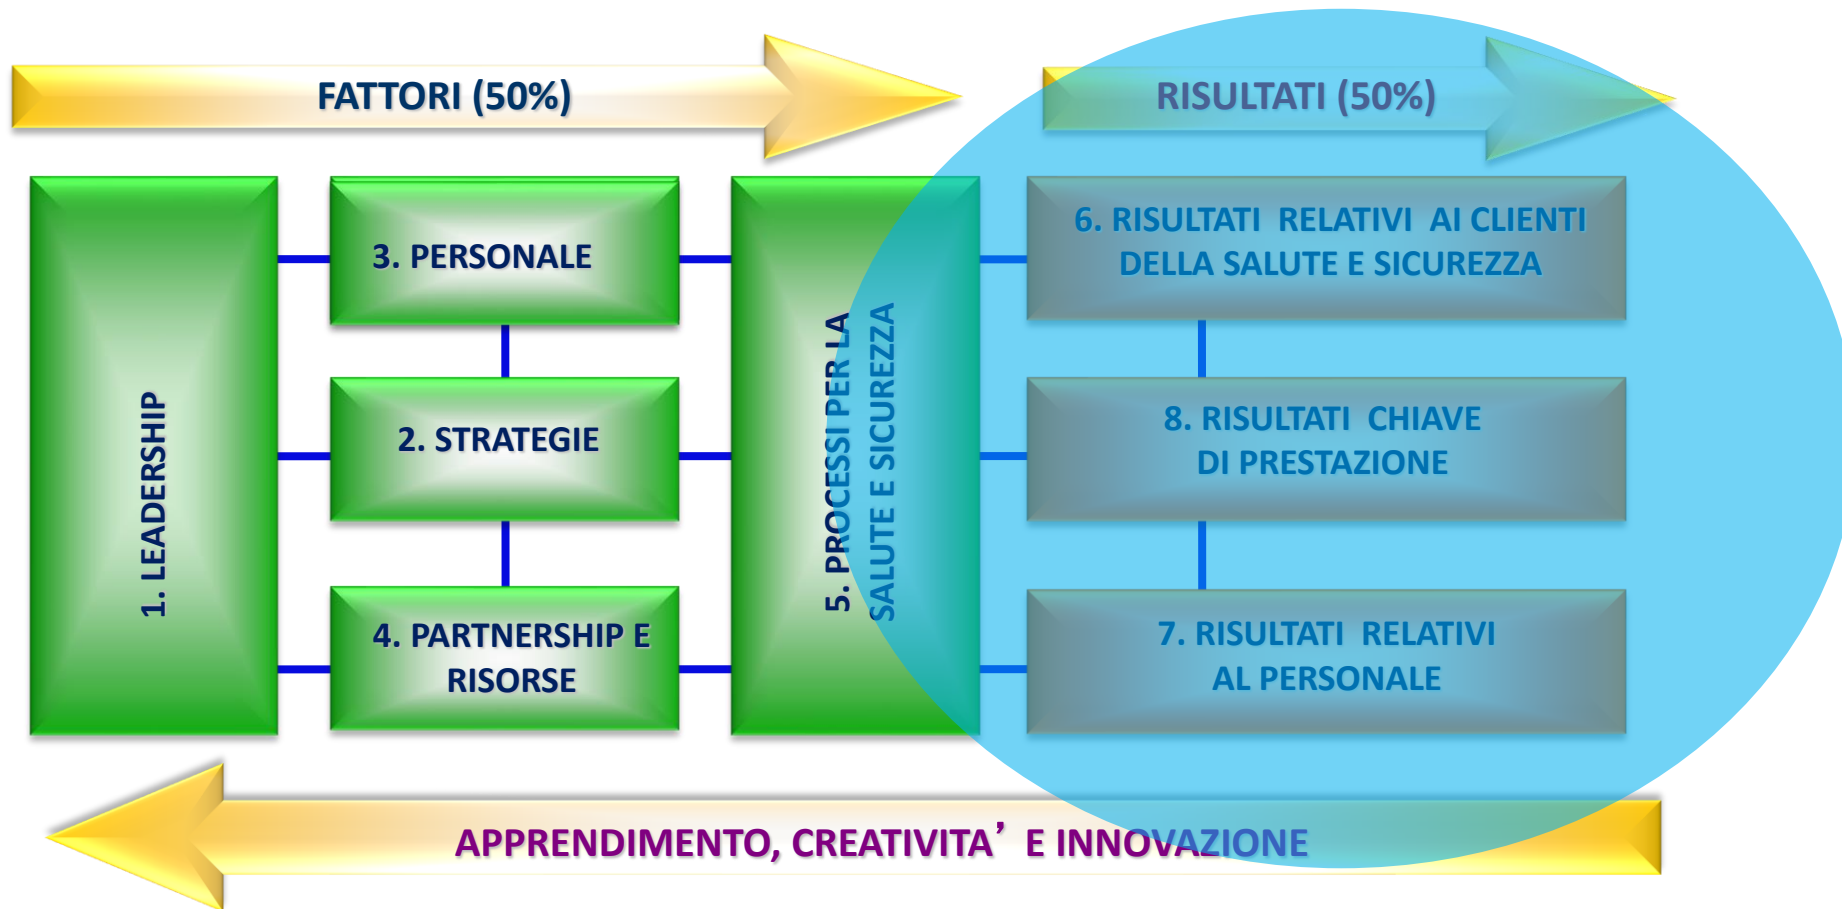 FATTORI (50%)
RISULTATI (50%)
1. LEADERSHIP
3. PERSONALE
2. STRATEGIE
4. PARTNERSHIP E
RISORSE
5. PROCESSI PER LA
SALUTE E SICUREZZA
6. RISULTATI RELATIVI AI CLIENTI
DELLA SALUTE E SICUREZZA
8. RISULTATI CHIAVE
DI PRESTAZIONE
7. RISULTATI RELATIVI
AL PERSONALE
APPRENDIMENTO, CREATIVITA’ E INNOVAZIONE